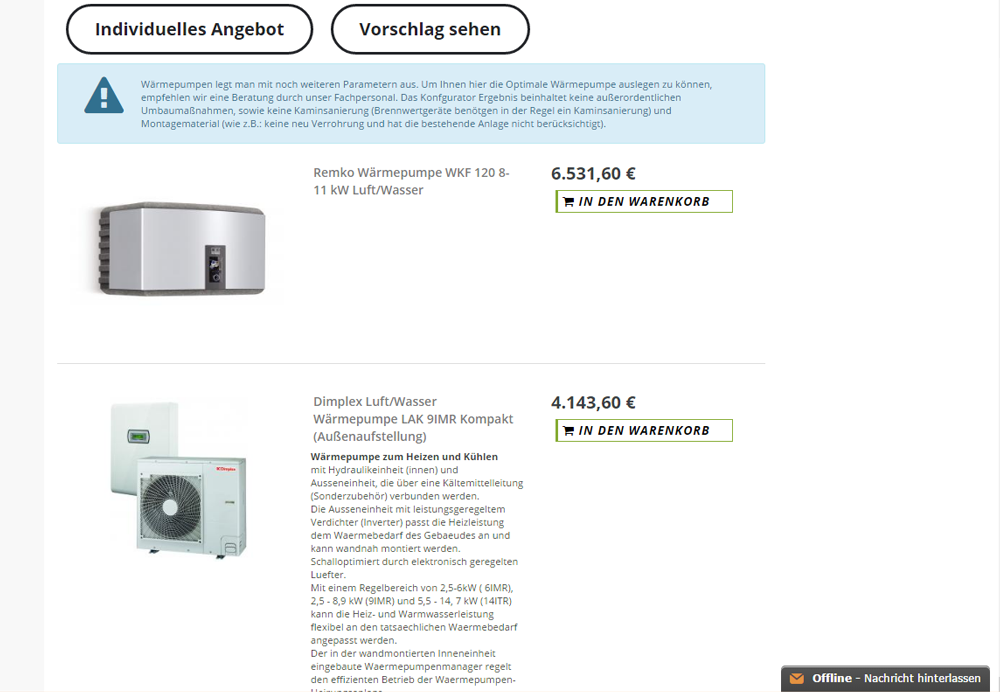 Individuelles Angebot
Vorschlag sehen
Wärmepumpen legt man mit noch weiteren Parametern aus. Um Ihnen hier die Optimale Wärmepumpe auslegen zu können,
empfehlen wir eine Beratung durch unser Fachpersonal. Das Konfgurator Ergebnis beinhaltet keine außerordentlichen
Umbaumaßnahmen, sowie keine Kaminsanierung (Brennwertgeräte benötgen in der Regel ein Kaminsanierung) und
Montagematerial (wie z.B.: keine neu Verrohrung und hat die bestehende Anlage nicht berücksichtigt).
Remko Wärmepumpe WKF 120 8-
11 kW Luft/Wasser
6.531,60 €
IN DEN WARENKORB
Dimplex Luft/Wasser
Wärmepumpe LAK 9IMR Kompakt
(Außenaufstellung)
Wärmepumpe zum Heizen und Kühlen
mit Hydraulikeinheit (innen) und
Ausseneinheit, die über eine Kältemittelleitung
(Sonderzubehör) verbunden werden.
Die Ausseneinheit mit leistungsgeregeltem
Verdichter (Inverter) passt die Heizleistung
dem Waermebedarf des Gebaeudes an und
kann wandnah montiert werden.
Schalloptimiert durch elektronisch geregelten
Luefter.
Mit einem Regelbereich von 2,5-6kW ( 6IMR),
2,5 - 8,9 kW (9IMR) und 5,5 - 14, 7 kW (14ITR)
kann die Heiz- und Warmwasserleistung
flexibel an den tatsaechlichen Waermebedarf
angepasst werden.
Der in der wandmontierten Inneneinheit
eingebaute Waermepumpenmanager regelt
den effizienten Betrieb der Waermepumpen-
4.143,60 €
IN DEN WARENKORB
Dimplex
Offline - Nachricht hinterlassen